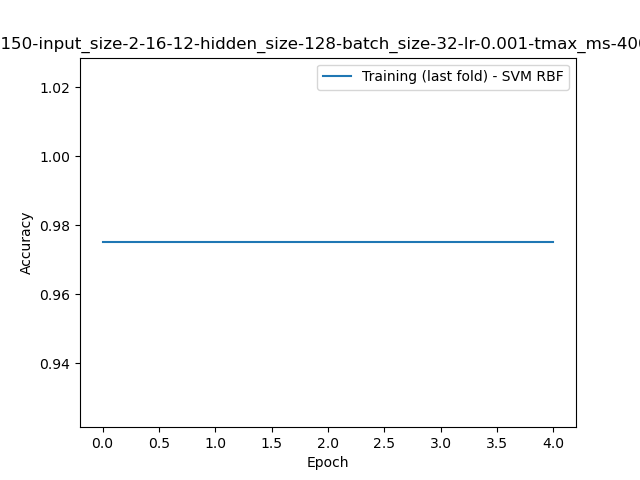 150-input_size-2-16-12-hidden_size-128-batch_size-32-lr-0.001-tmax_ms-400
Training (last fold) - SVM RBF
1.02
1.00
0.98
0.96
0.94
Accuracy
0.0 0.5 1.0 1.5 2.0 2.5 3.0 3.5 4.0
Epoch